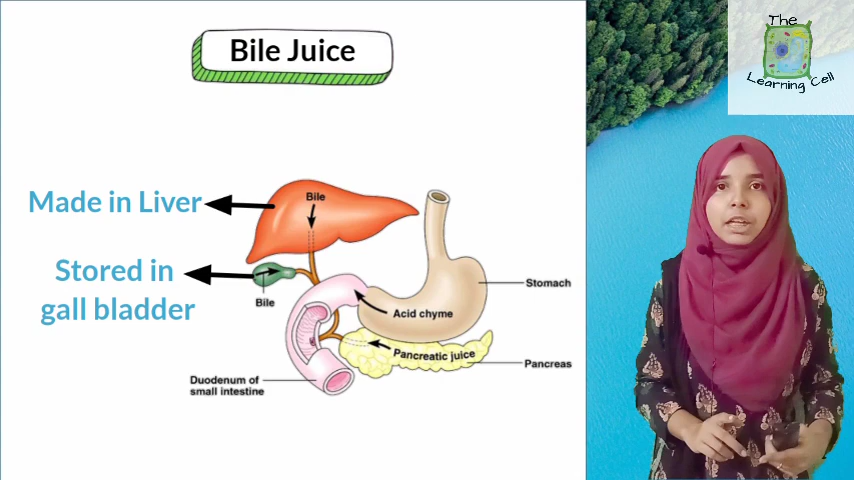 Bile Juice
The
Learning Cell
Made in Liver
Bile
Stored in
gall bladder
Bile
Stomach
Acid chyme
Pancreatic juice
Pancreas
Duodenum of
small intestine